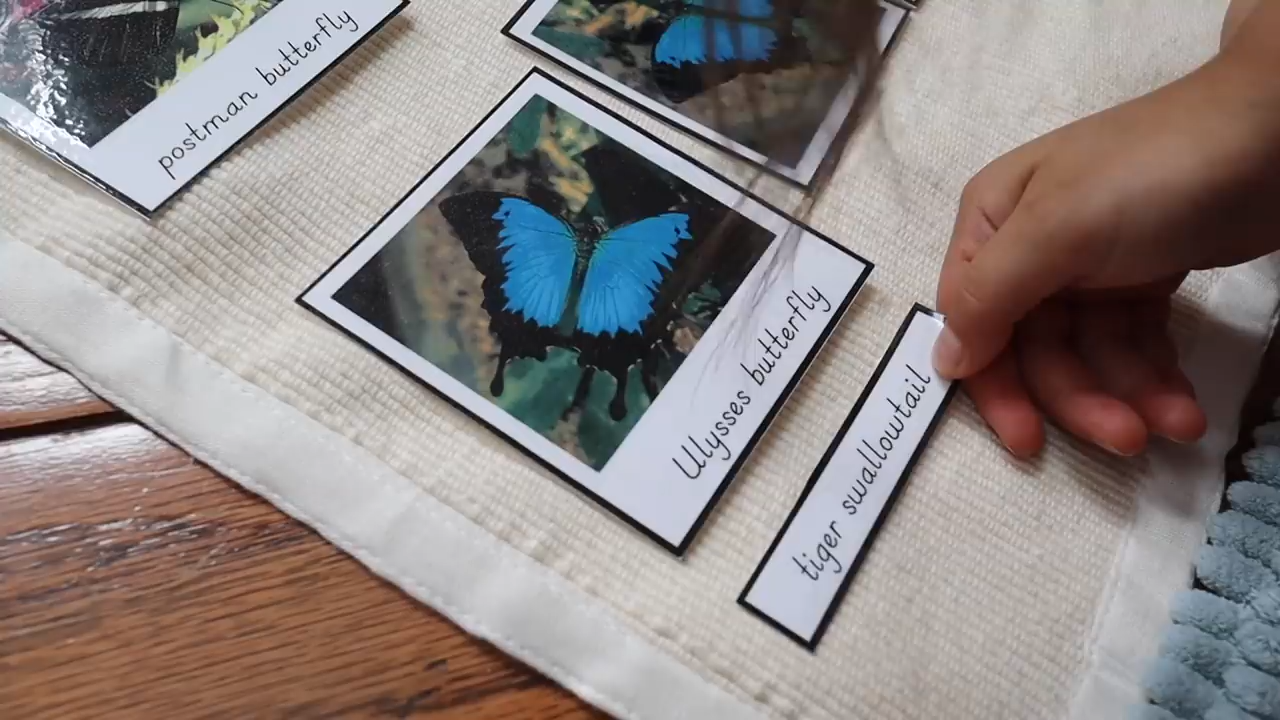 postman butterfly
Ulysses butterfly
tiger swallowtail